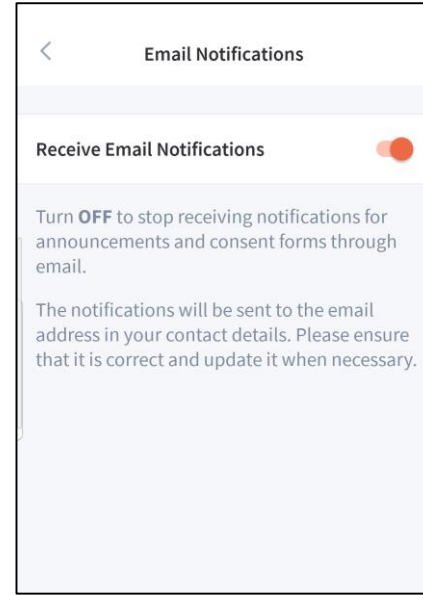 Email Notifications
Receive Email Notifications
Turn OFF to stop receiving notifications for
announcements and consent forms through
email.
The notifications will be sent to the email
address in your contact details. Please ensure
that it is correct and update it when necessary.